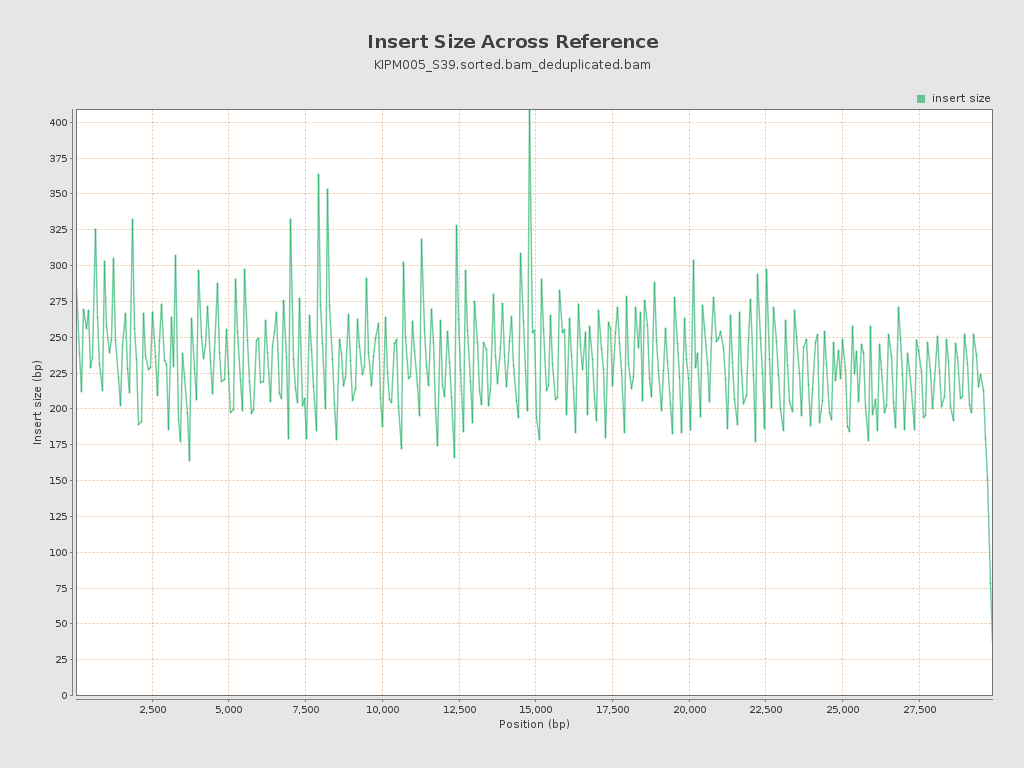 Insert Size Across Reference
KIPM005_S39.sorted.bam_deduplicated.bam
insert size
400
375
350
325
300
275
250
225
200
175
150
125
100
75
50
25
0
Insert size (bp)
2,500 5,000 7,500 10,000 12,500 15,000 17,500 20,000 22,500 25,000 27,500
Position (bp)